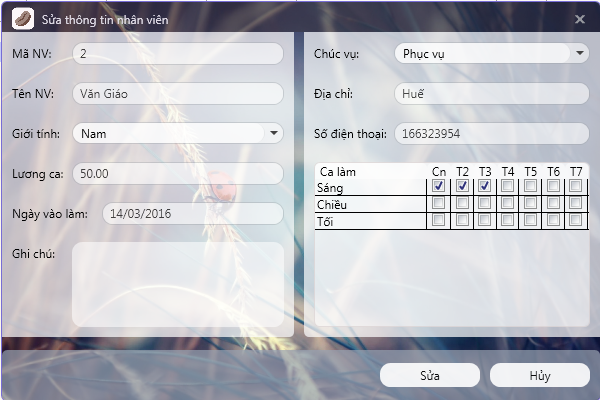 Sửa thông tin nhân viên
Mã NV: 2
Tên NV: Văn Giáo
Giới tính: Nam
Lương ca: 50.00
Ngày vào làm: 14/03/2016
Ghi chú:
Chức vụ: Phục vụ
Địa chỉ: Huế
Số điện thoại: 166323954
Ca làm Cn T2 T3 T4 T5 T6 T7
Sáng
Chiều
Tối
Sửa Hủy